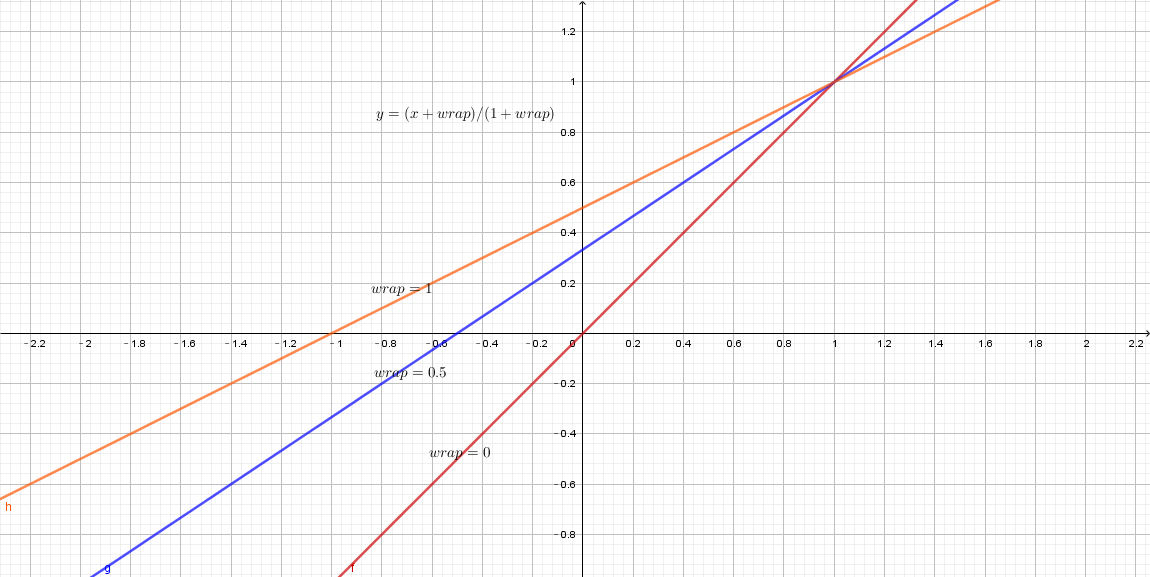 1.2
1
y = (x + wrap)/(1 + wrap)
0.8
0.6
0.4
wrap = 1
0.2
-2.2 -2 -1.8 -1.6 -1.4 -1.2 -1 -0.8 -0.6 -0.4 -0.2 0 0.2 0.4 0.6 0.8 1 1.2 1.4 1.6 1.8 2 2.2
wrap = 0.5
-0.2
-0.4
wrap = 0
-0.6
h
-0.8
g f